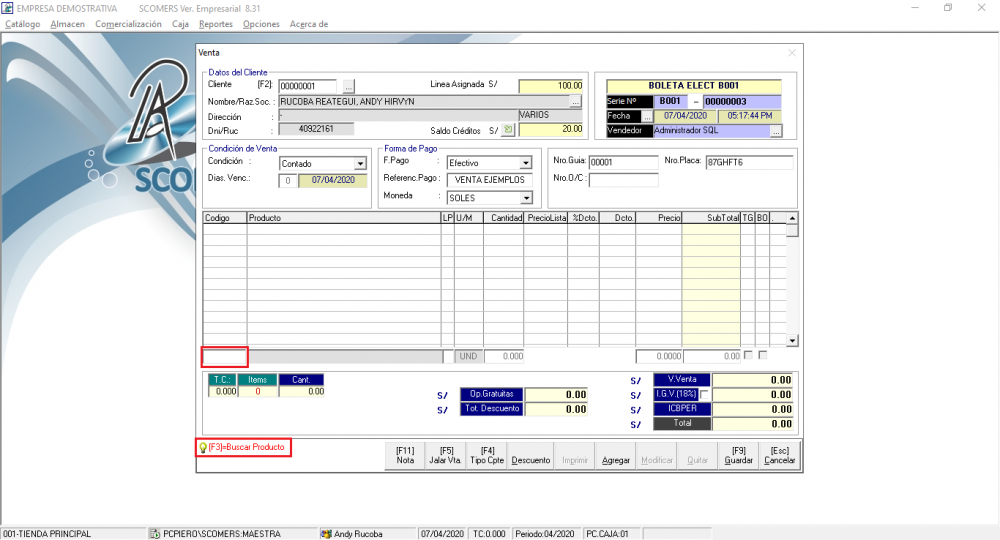 EMPRESA DEMOSTRATIVA SCOMERS Ver. Empresarial 8.31
Catálogo Almacen Comercialización Caja Reportes Opciones Acerca de
SCO
Venta
Datos del Cliente
Cliente [F2]: 00000001 ... Linea Asignada S/ 100.00
Nombre/Raz.Soc. : RUCOBA REATEGUI, ANDY HIRVYN ...
Dirección : - VARIOS
Dni/Ruc : 40922161 Saldo Créditos S/ 20.00
BOLETA ELECT B001
Serie Nº B001 - 00000003
Fecha ... 07/04/2020 05:17:44 PM
Vendedor Administrador SQL ...
Condición de Venta
Condición : Contado
Dias. Venc.: 0 07/04/2020
Forma de Pago
F.Pago : Efectivo
Referenc.Pago : VENTA EJEMPLOS
Moneda : SOLES
Nro.Guia: 00001 Nro.Placa: 87GHFT6
Nro.O/C :
Codigo Producto LP U/M Cantidad PrecioLista %Dcto. Dcto. Precio SubTotal TG BO .
UND 0.000 0.0000 0.00
T.C.: Items Cant.
0.000 0 0.00
S/ Op.Gratuitas 0.00
S/ Tot. Descuento 0.00
S/ V.Venta 0.00
S/ I.G.V.(18%) 0.00
ICBPER 0.00
S/ Total 0.00
[F3]=Buscar Producto
[F11] Nota
[F5] Jalar Vta.
[F4] Tipo Cpte
Descuento
Imprimir
Agregar
Modificar
Quitar
[F9] Guardar
[Esc] Cancelar
001-TIENDA PRINCIPAL PCPIERO\SCOMERS:MAESTRA Andy Rucoba 07/04/2020 TC:0.000 Periodo:04/2020 PC.CAJA:01